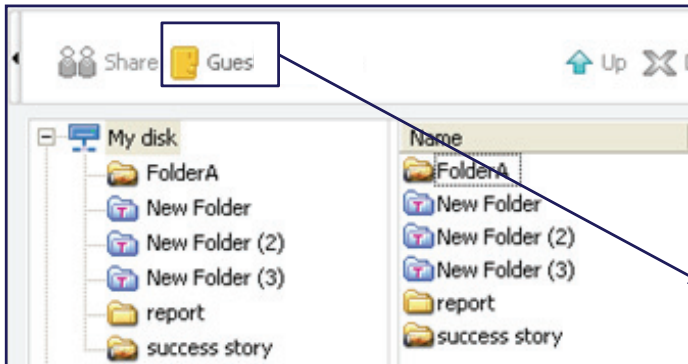 Share Gues Up
My disk
FolderA
New Folder
New Folder (2)
New Folder (3)
report
success story
Name
FolderA
New Folder
New Folder (2)
New Folder (3)
report
success story